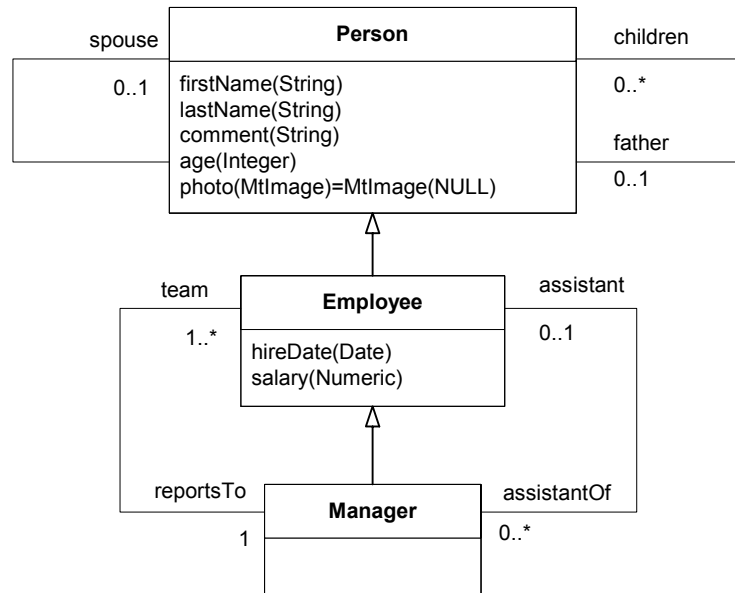 spouse
Person
children
0..1
firstName(String)
lastName(String)
comment(String)
age(Integer)
photo(MtImage)=MtImage(NULL)
0..*
father
0..1
team
Employee
assistant
1..*
hireDate(Date)
salary(Numeric)
0..1
reportsTo
Manager
assistantOf
1
0..*